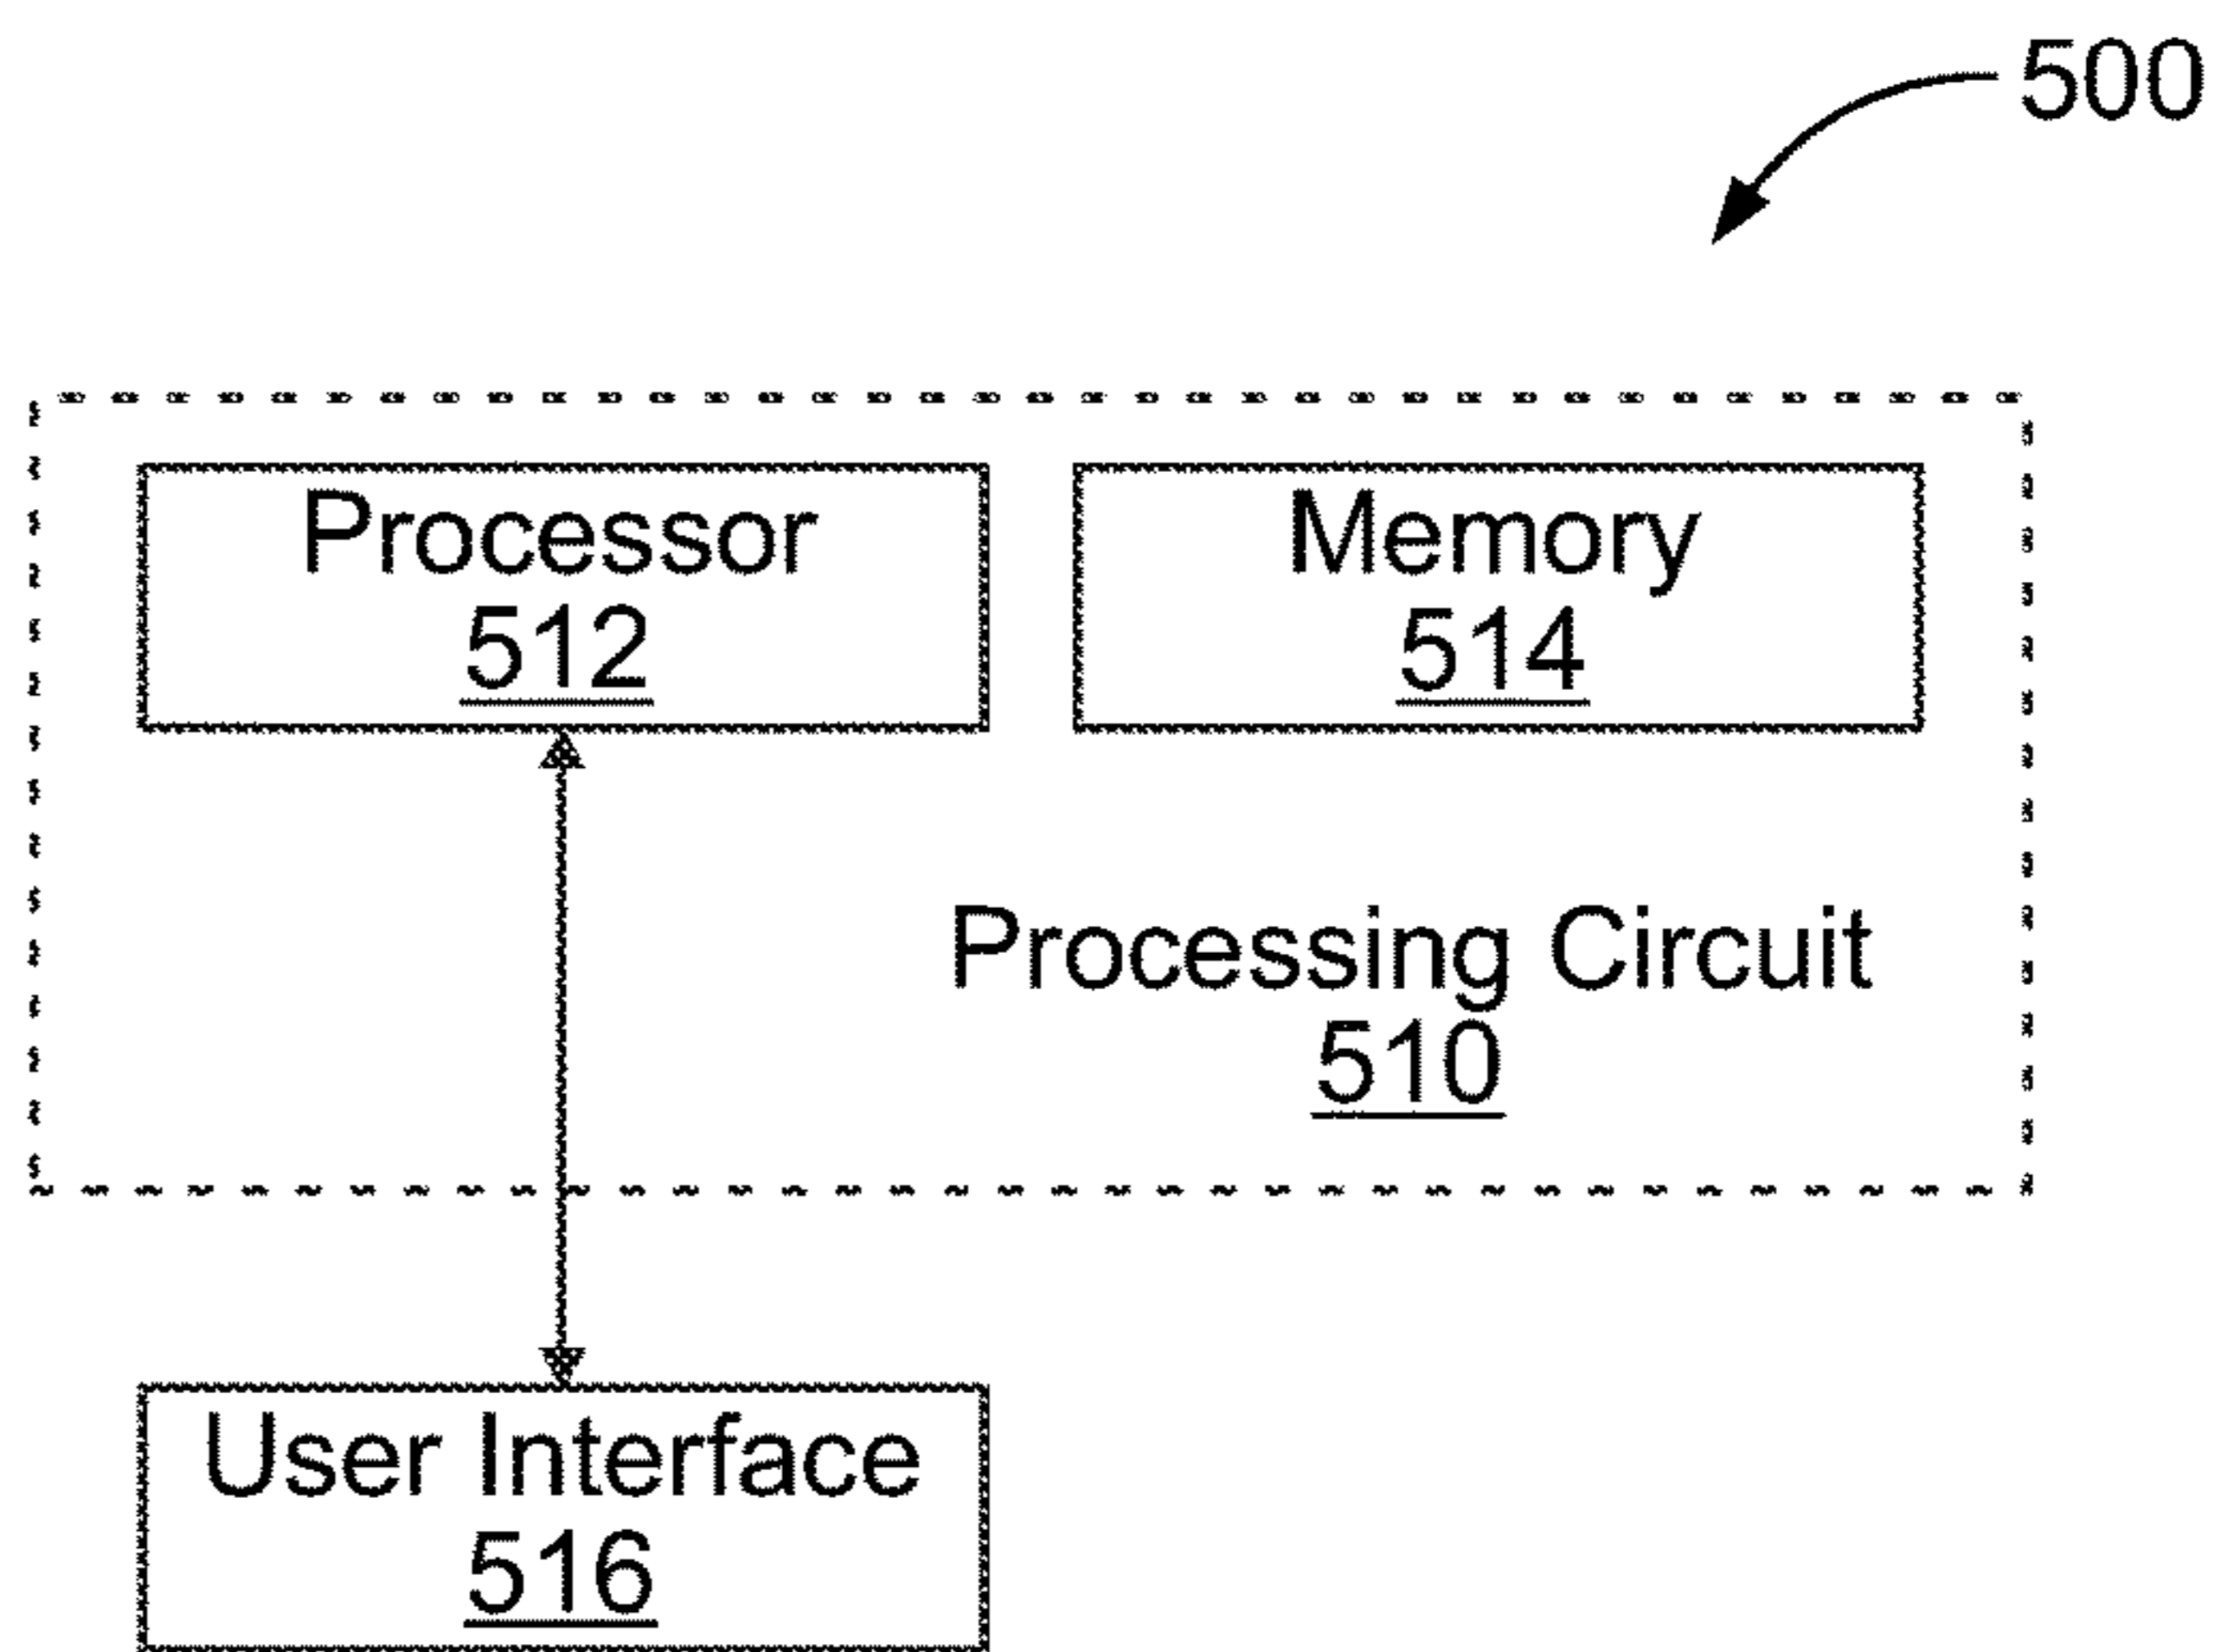 500
Processor
512
Memory
514
Processing Circuit
510
User Interface
516